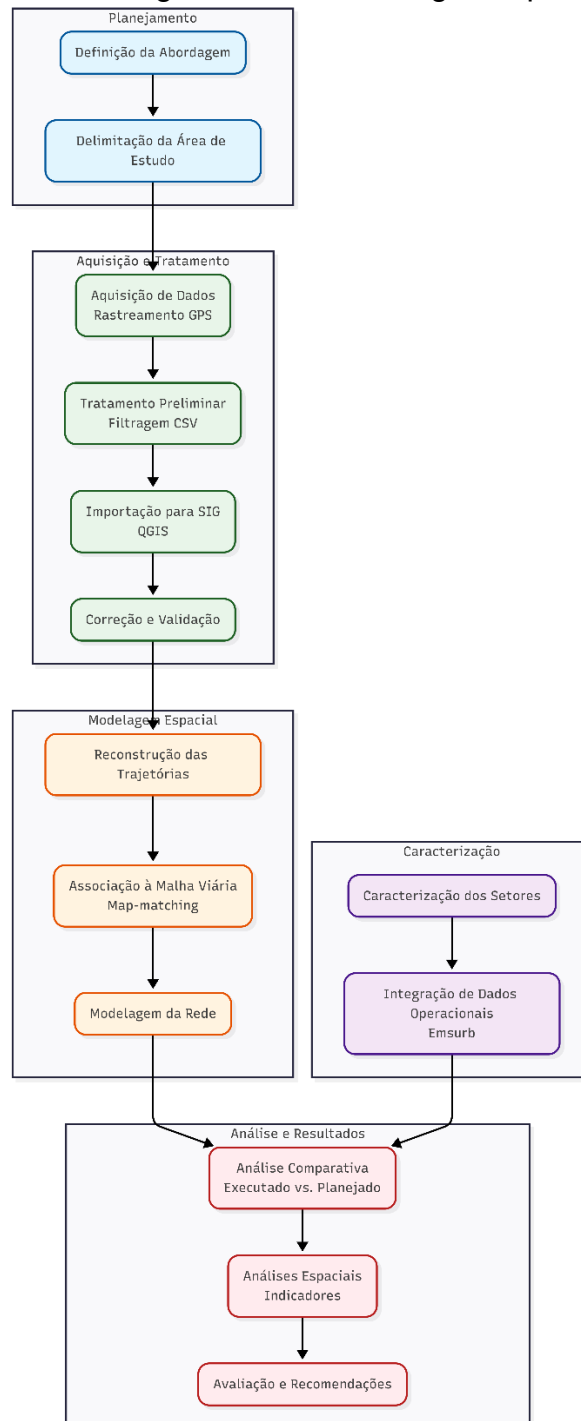 Planejamento
Definição da Abordagem
Delimitação da Área de
Estudo
Aquisição e Tratamento
Aquisição de Dados
Rastreamento GPS
Tratamento Preliminar
Filtragem CSV
Importação para SIG
QGIS
Correção e Validação
Modelagem Espacial
Reconstrução das
Trajetórias
Associação à Malha Viária
Map-matching
Modelagem da Rede
Caracterização
Caracterização dos Setores
Integração de Dados
Operacionais
Emsurb
Análise e Resultados
Análise Comparativa
Executado vs. Planejado
Análises Espaciais
Indicadores
Avaliação e Recomendações